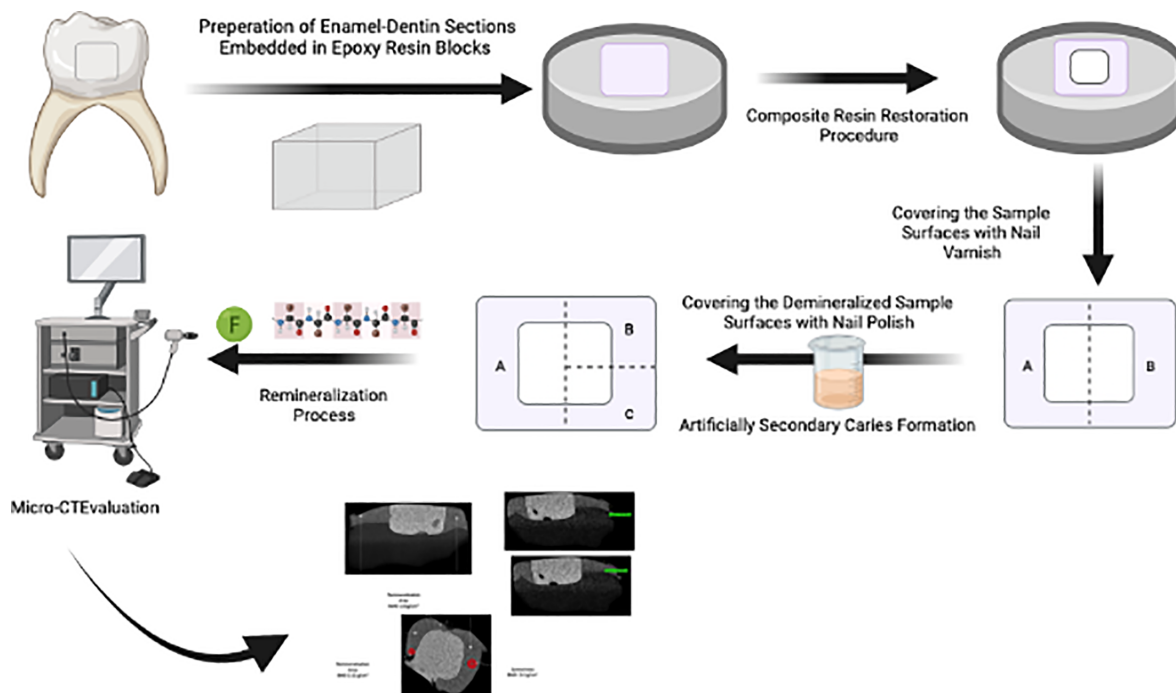 Preperation of Enamel-Dentin Sections
Embedded in Epoxy Resin Blocks
Composite Resin Restoration
Procedure
Covering the Sample
Surfaces with Nail
Varnish
A
B
Covering the Demineralized Sample
Surfaces with Nail Polish
Artificially Secondary Caries Formation
A
B
C
F
Remineralization
Process
Micro-CTEvaluation